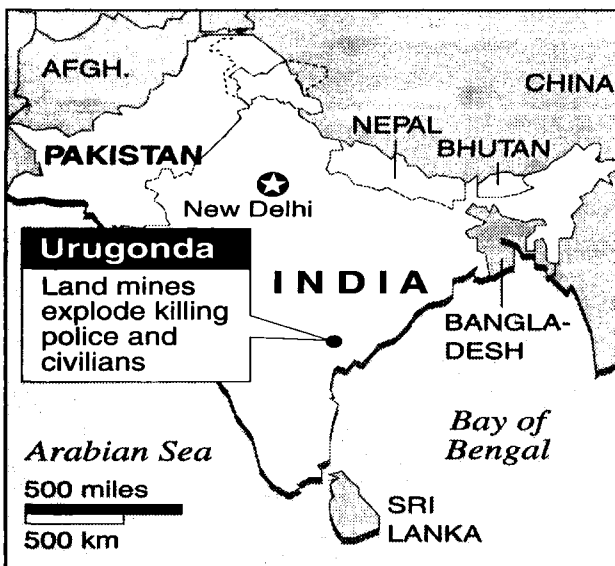 AFGH.
CHINA
NEPAL
BHUTAN
PAKISTAN
New Delhi
Urugonda
Land mines
explode killing
police and
civilians
INDIA
BANGLA-
DESH
Bay of
Bengal
Arabian Sea
500 miles
500 km
SRI
LANKA